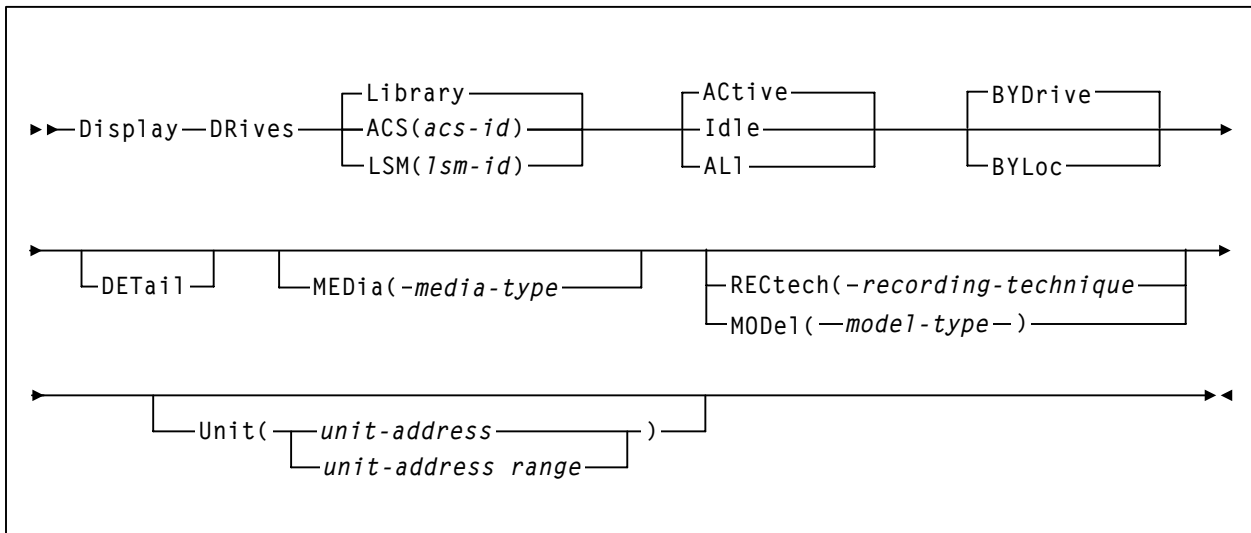 Library
ACtive
BYDrive
Display DRives
ACS(acs-id)
Idle
LSM(lsm-id)
ALl
BYLoc
DETail
MEDia(media-type
RECtech(recording-technique
MODel(model-type)
Unit(
unit-address
)
unit-address range